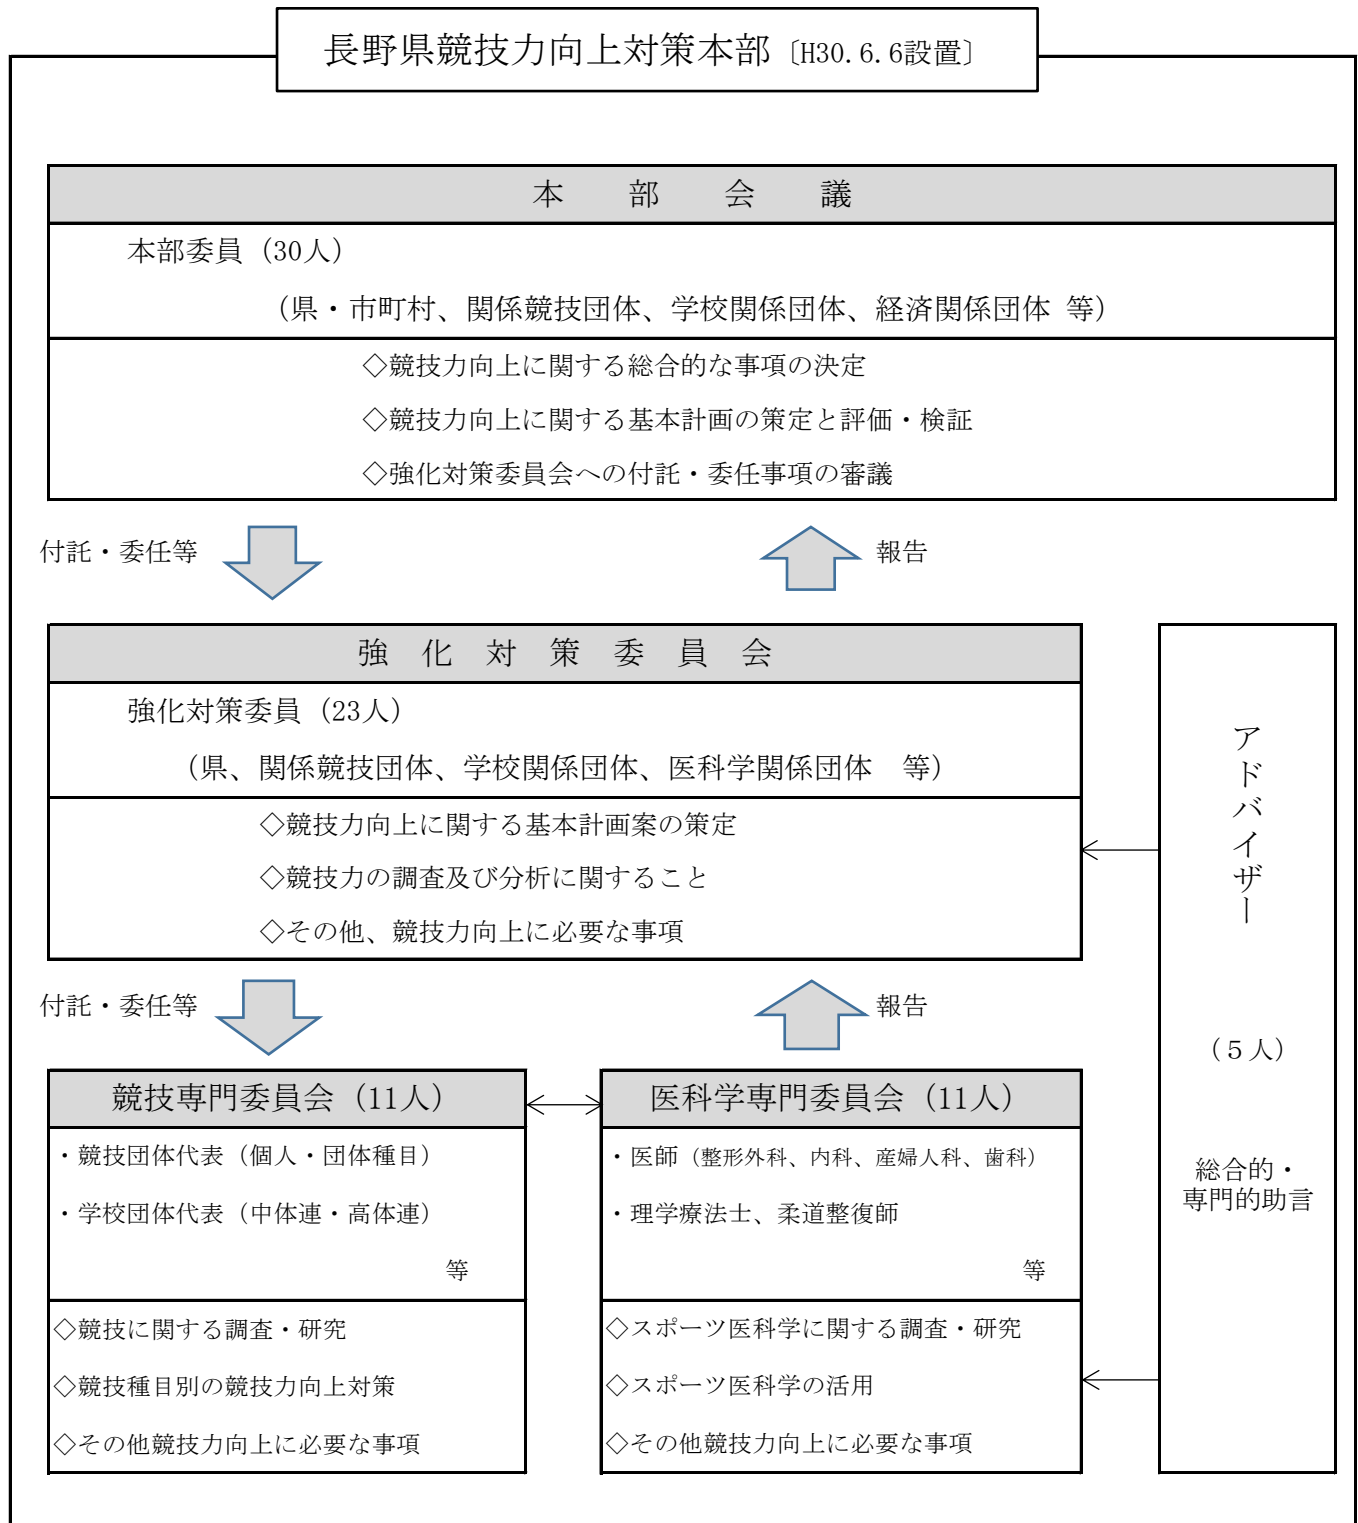 長野県競技力向上対策本部〔H30.6.6設置〕
本部会議
本部委員（30人）
（県・市町村、関係競技団体、学校関係団体、経済関係団体 等）
◇競技力向上に関する総合的な事項の決定
◇競技力向上に関する基本計画の策定と評価・検証
◇強化対策委員会への付託・委任事項の審議
付託・委任等
報告
強化対策委員会
強化対策委員（23人）
（県、関係競技団体、学校関係団体、医科学関係団体　等）
◇競技力向上に関する基本計画案の策定
◇競技力の調査及び分析に関すること
◇その他、競技力向上に必要な事項
アドバイザー
（５人）
総合的・
専門的助言
付託・委任等
報告
競技専門委員会（11人）
・競技団体代表（個人・団体種目）
・学校団体代表（中体連・高体連）
等
◇競技に関する調査・研究
◇競技種目別の競技力向上対策
◇その他競技力向上に必要な事項
医科学専門委員会（11人）
・医師（整形外科、内科、産婦人科、歯科）
・理学療法士、柔道整復師
等
◇スポーツ医科学に関する調査・研究
◇スポーツ医科学の活用
◇その他競技力向上に必要な事項